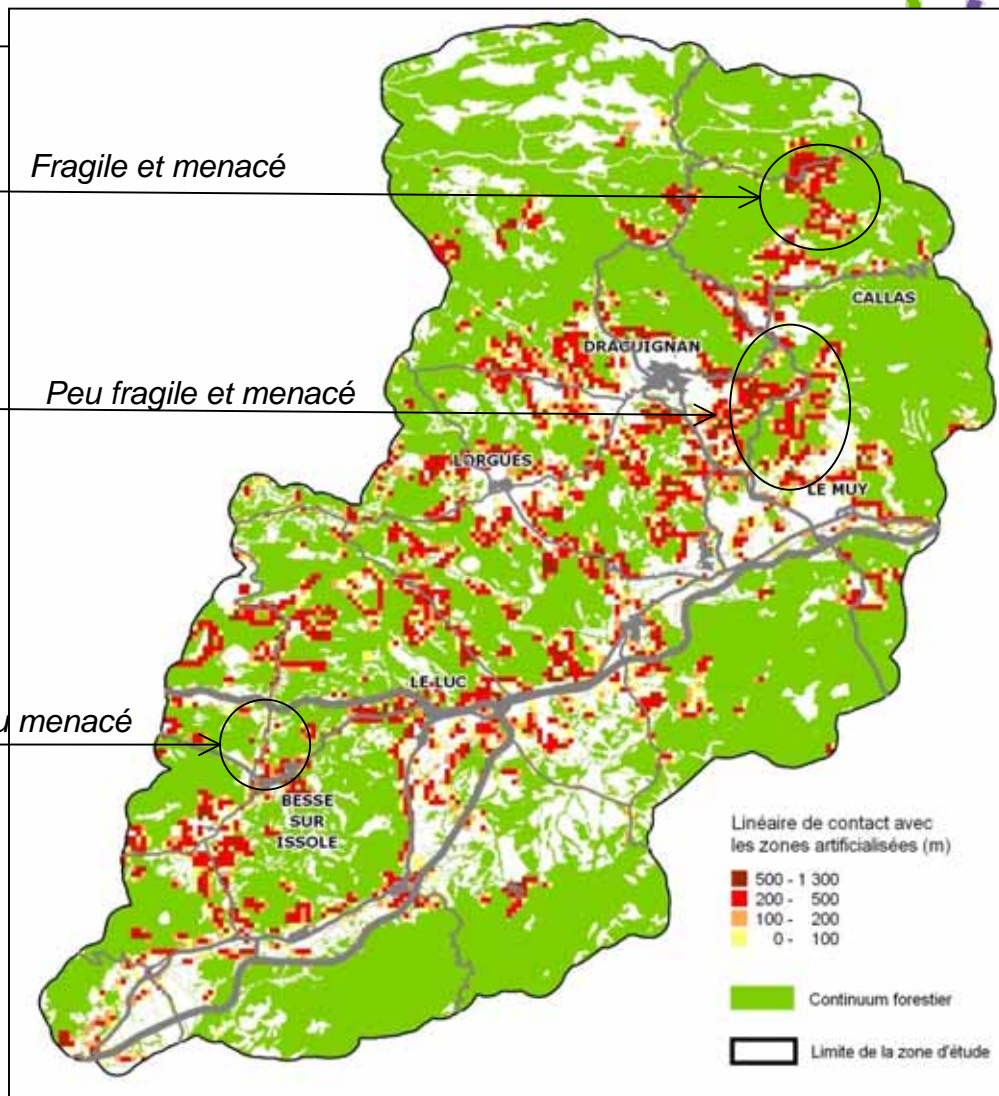 Fragile et menacé
CALLAS
DRAGUIGNAN
Peu fragile et menacé
LORGUES
LE MUY
LE LUC
menacé
BESSE
SUR
ISSOLE
Linéaire de contact avec
les zones artificialisées (m)
500 - 1 300
200 - 500
100 - 200
0 - 100
Continuum forestier
Limite de la zone d'étude